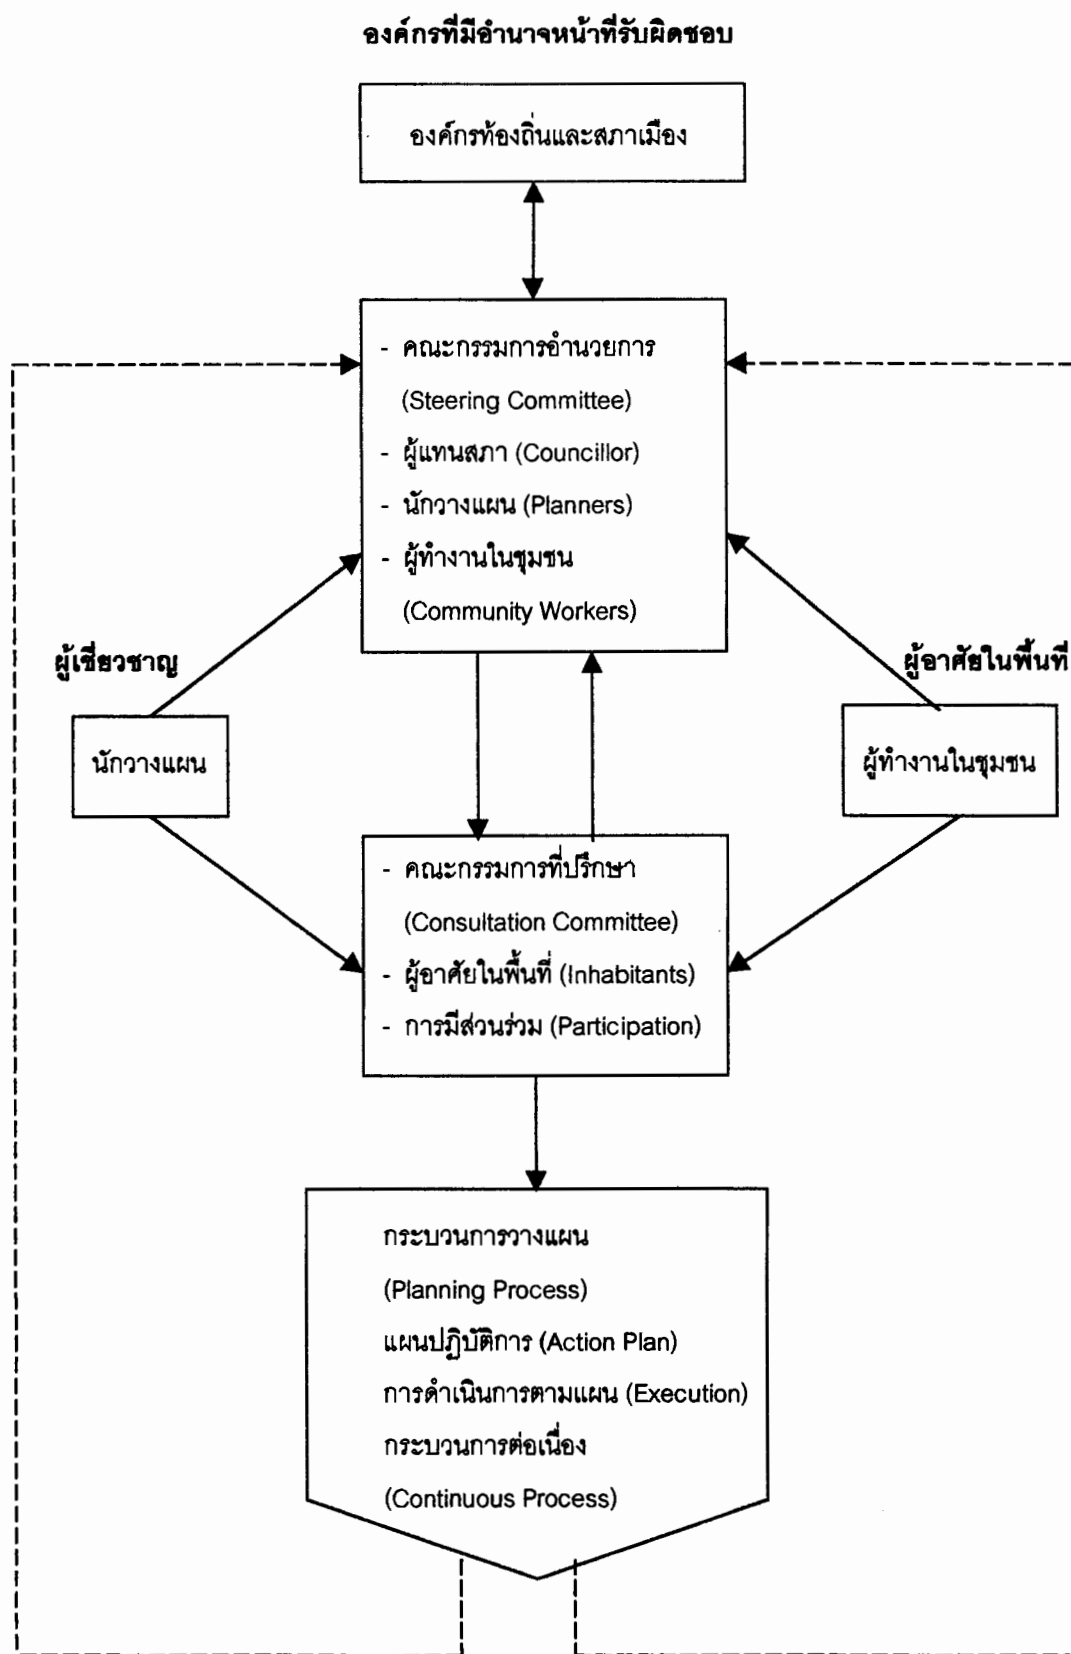 องค์กรที่มีอำนาจหน้าที่รับผิดชอบ
องค์กรท้องถิ่นและสภาเมือง
- คณะกรรมการอำนวยการ
(Steering Committee)
- ผู้แทนสภา (Councillor)
- นักวางแผน (Planners)
- ผู้ทำงานในชุมชน
(Community Workers)
ผู้เชี่ยวชาญ
นักวางแผน
ผู้อาศัยในพื้นที่
ผู้ทำงานในชุมชน
- คณะกรรมการที่ปรึกษา
(Consultation Committee)
- ผู้อาศัยในพื้นที่ (Inhabitants)
- การมีส่วนร่วม (Participation)
กระบวนการวางแผน
(Planning Process)
แผนปฏิบัติการ (Action Plan)
การดำเนินการตามแผน (Execution)
กระบวนการต่อเนื่อง
(Continuous Process)